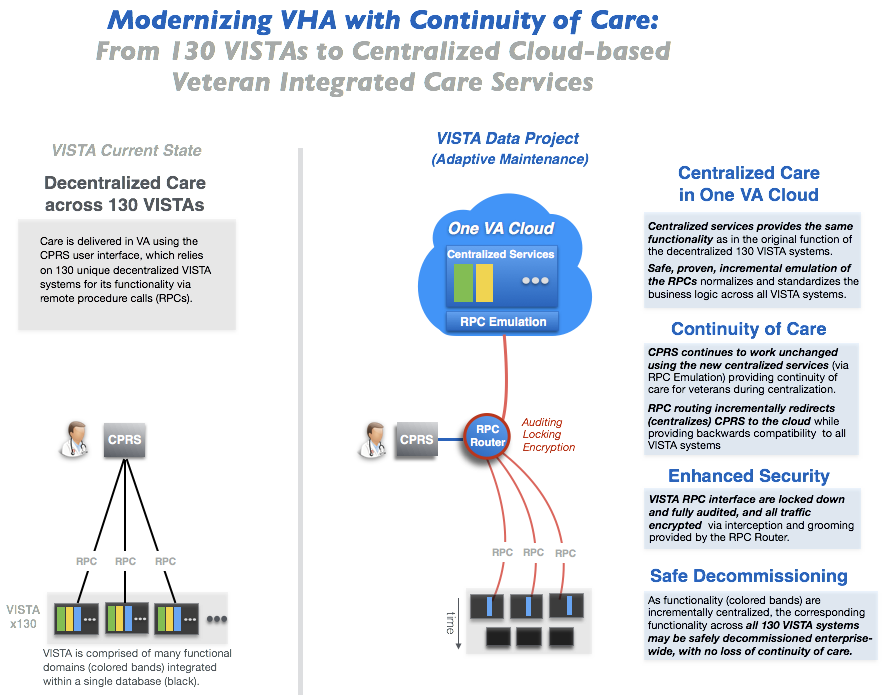 Modernizing VHA with Continuity of Care:
From 130 VISTAs to Centralized Cloud-based
Veteran Integrated Care Services
VISTA Current State
Decentralized Care
across 130 VISTAs
Care is delivered in VA using the
CPRS user interface, which relies
on 130 unique decentralized VISTA
systems for its functionality via
remote procedure calls (RPCs).
CPRS
RPC
RPC
RPC
VISTA
x130
VISTA is comprised of many functional
domains (colored bands) integrated
within a single database (black).
VISTA Data Project
(Adaptive Maintenance)
One VA Cloud
Centralized Services
RPC Emulation
CPRS
RPC
Router
Auditing
Locking
Encryption
RPC
RPC
RPC
time
Centralized Care
in One VA Cloud
Centralized services provides the same
functionality as in the original function of
the decentralized 130 VISTA systems.
Safe, proven, incremental emulation of
the RPCs normalizes and standardizes the
business logic across all VISTA systems.
Continuity of Care
CPRS continues to work unchanged
using the new centralized services (via
RPC Emulation) providing continuity of
care for veterans during centralization.
RPC routing incrementally redirects
(centralizes) CPRS to the cloud while
providing backwards compatibility to all
VISTA systems
Enhanced Security
VISTA RPC interface are locked down
and fully audited, and all traffic
encrypted via interception and grooming
provided by the RPC Router.
Safe Decommissioning
As functionality (colored bands) are
incrementally centralized, the corresponding
functionality across all 130 VISTA systems
may be safely decommissioned enterprise-
wide, with no loss of continuity of care.